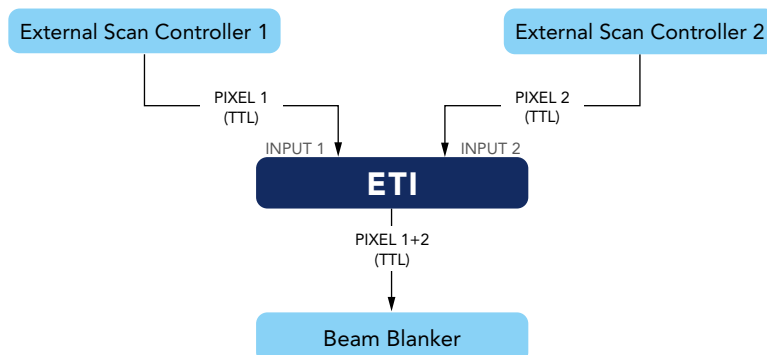 External Scan Controller 1
External Scan Controller 2
PIXEL 1
(TTL)
PIXEL 2
(TTL)
INPUT 1
INPUT 2
ETI
PIXEL 1+2
(TTL)
Beam Blanker